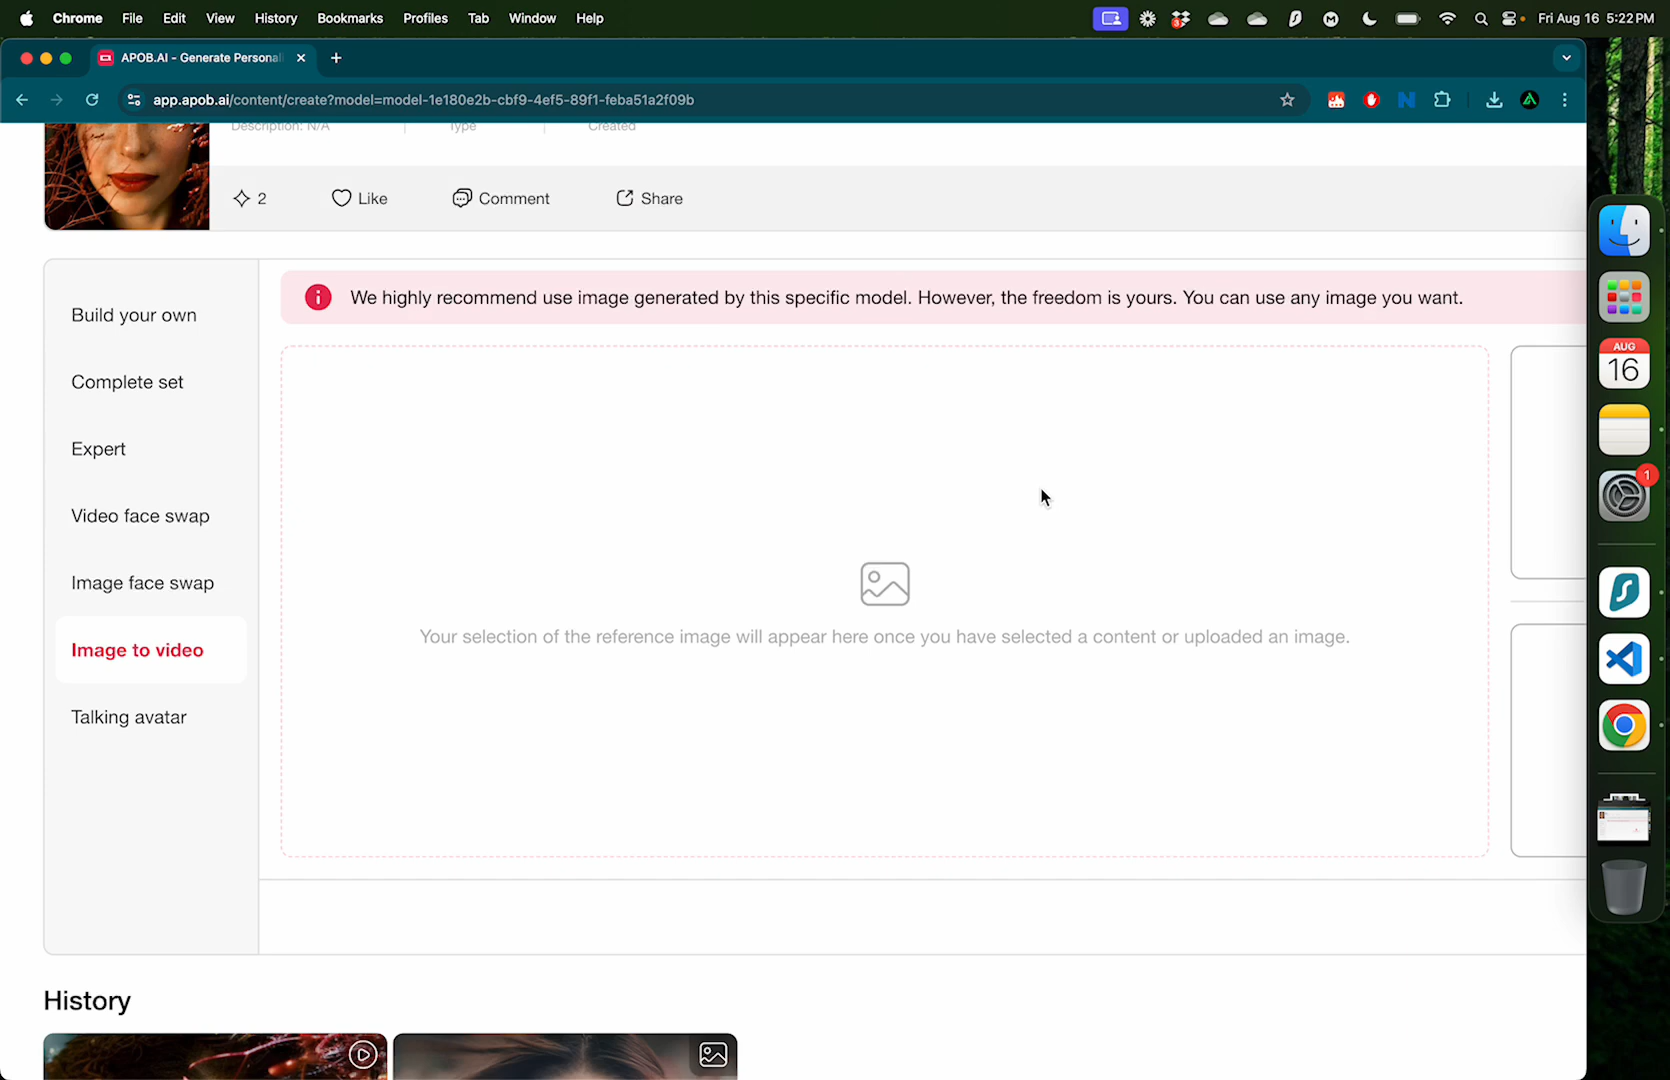 Chrome File Edit View History Bookmarks Profiles Tab Window Help
3
Fri Aug 16 5:22 PM
APOB.AI - Generate Personal
app.apob.ai/content/create?model=model-1e180e2b-cbf9-4ef5-89f1-feba51a2f09b
Description: N/A
Type
Created
2
Like
Comment
Share
We highly recommend use image generated by this specific model. However, the freedom is yours. You can use any image you want.
Build your own
Complete set
Expert
Video face swap
Image face swap
Image to video
Talking avatar
Your selection of the reference image will appear here once you have selected a content or uploaded an image.
History
AUG
16
1